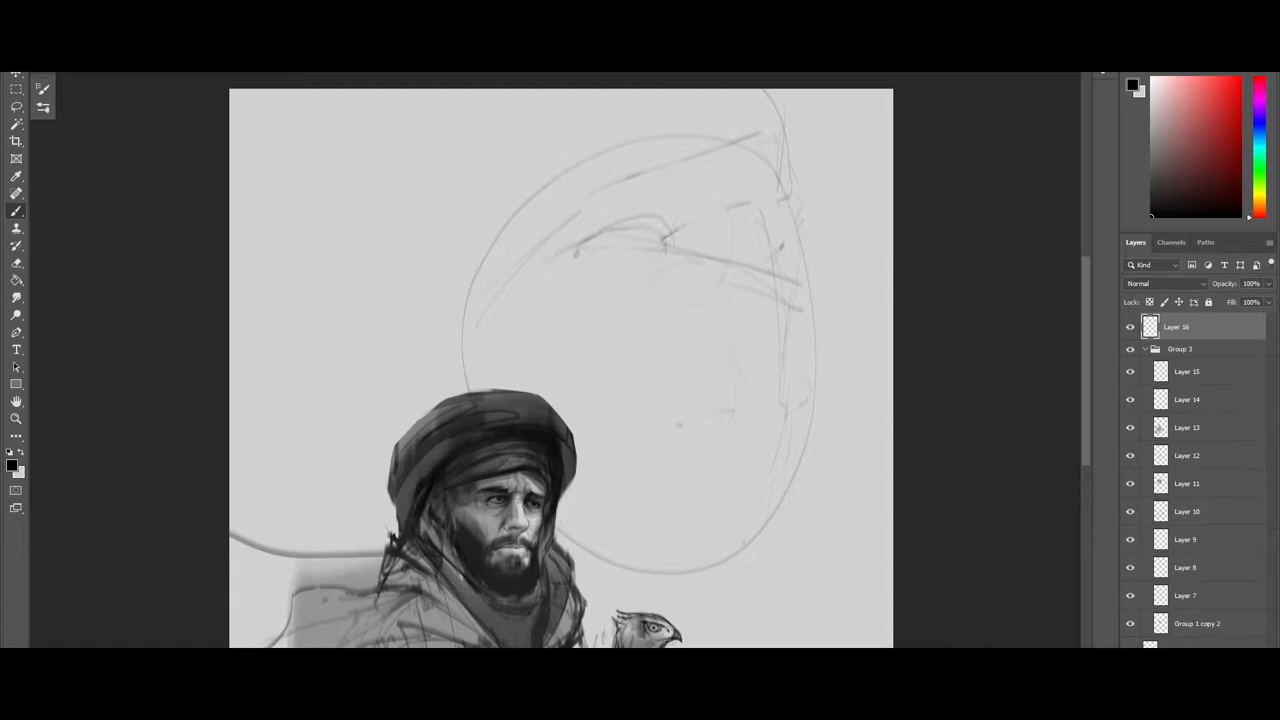 Layers Channels Paths
Kind
Normal Opacity: 100%
Lock: Fill: 100%
Layer 16
Group 3
Layer 15
Layer 14
Layer 13
Layer 12
Layer 11
Layer 10
Layer 9
Layer 8
Layer 7
Group 1 copy 2